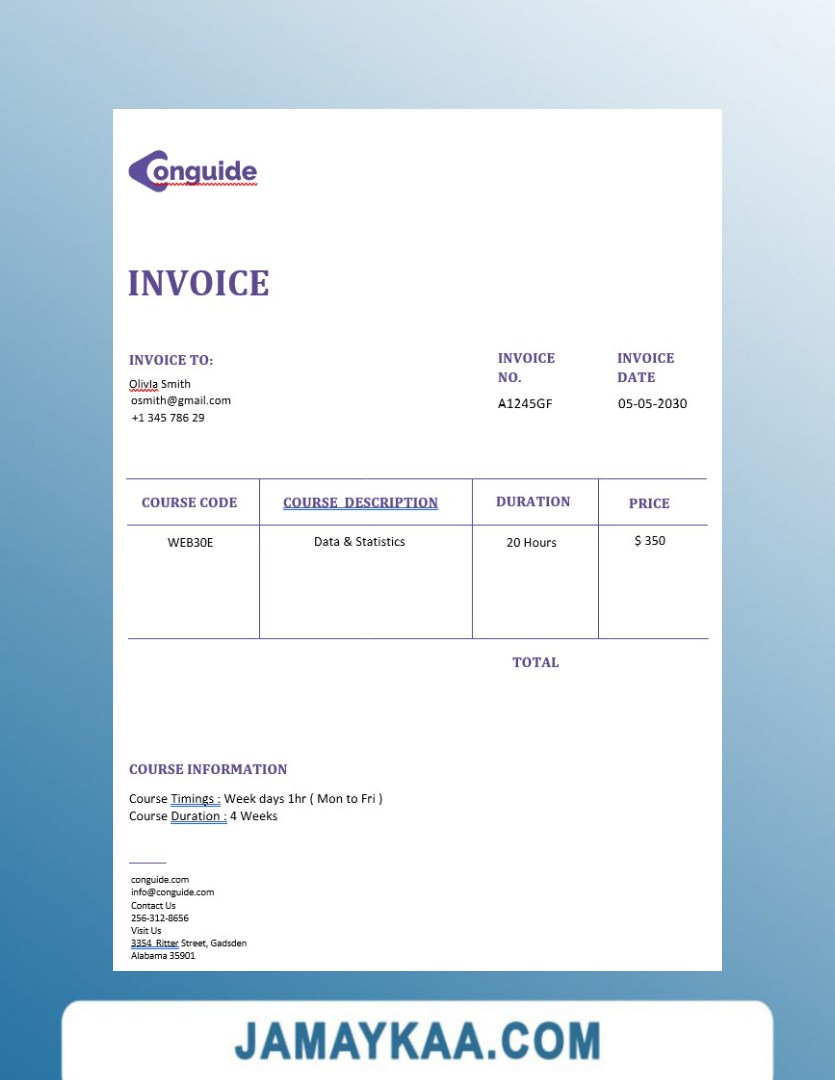 Conguide
INVOICE
INVOICE TO:
OlivIa Smith
osmith@gmail.com
+1 345 786 29
INVOICE
NO.
A1245GF
INVOICE
DATE
05-05-2030
COURSE CODE COURSE DESCRIPTION DURATION PRICE
WEB30E Data & Statistics 20 Hours $ 350
TOTAL
COURSE INFORMATION
Course Timings : Week days 1hr ( Mon to Fri )
Course Duration : 4 Weeks
conguide.com
info@conguide.com
Contact Us
256-312-8656
Visit Us
3354 Ritter Street, Gadsden
Alabama 35901
JAMAYKAA.COM